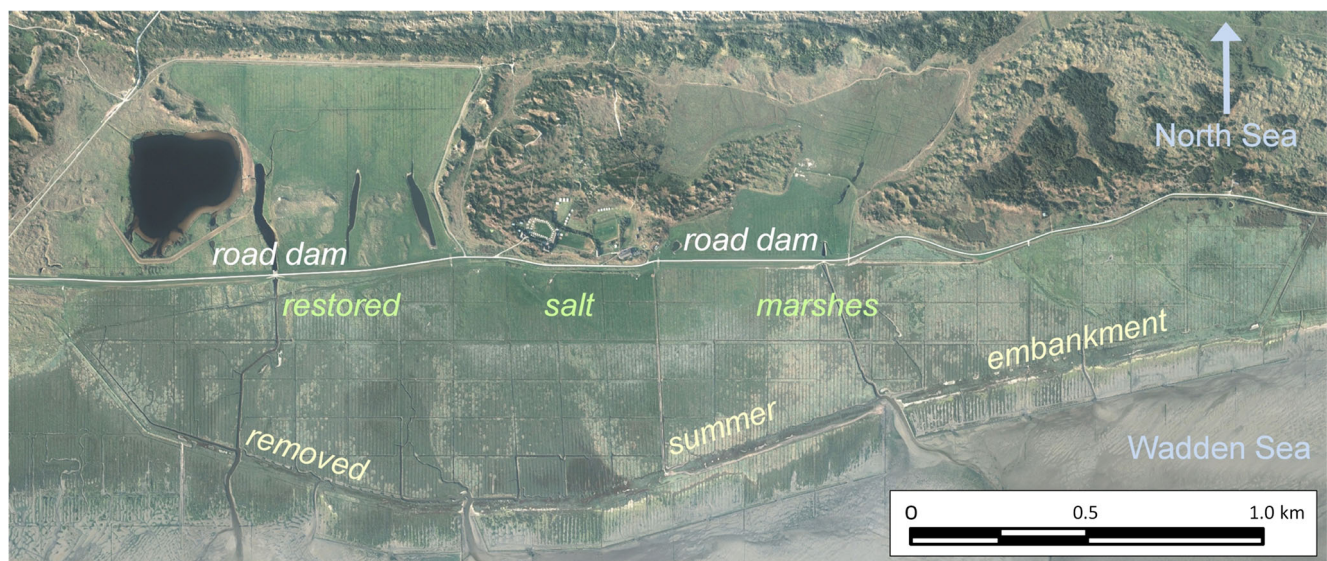 North Sea
road dam
road dam
restored salt marshes
removed summer embankment
Wadden Sea
0 0.5 1.0 km